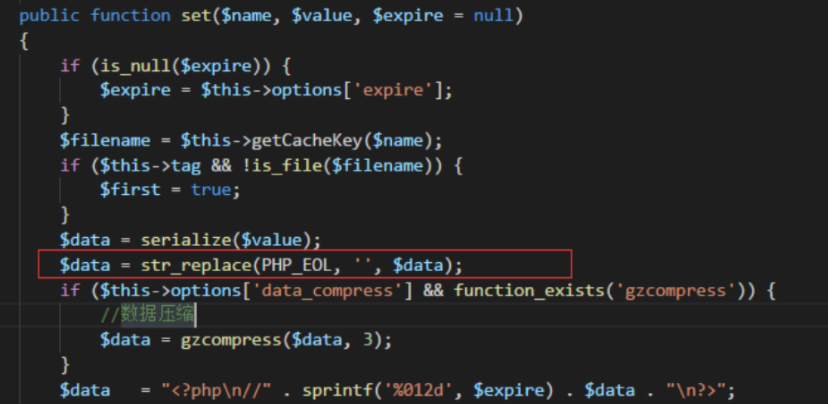 public function set($name, $value, $expire = null)
{
    if (is_null($expire)) {
        $expire = $this->options['expire'];
    }
    $filename = $this->getCacheKey($name);
    if ($this->tag && !is_file($filename)) {
        $first = true;
    }
    $data = serialize($value);
    $data = str_replace(PHP_EOL, '', $data);
    if ($this->options['data_compress'] && function_exists('gzcompress')) {
        //数据压缩
        $data = gzcompress($data, 3);
    }
    $data   = "<?php\n//" . sprintf('%012d', $expire) . $data . "\n?>";